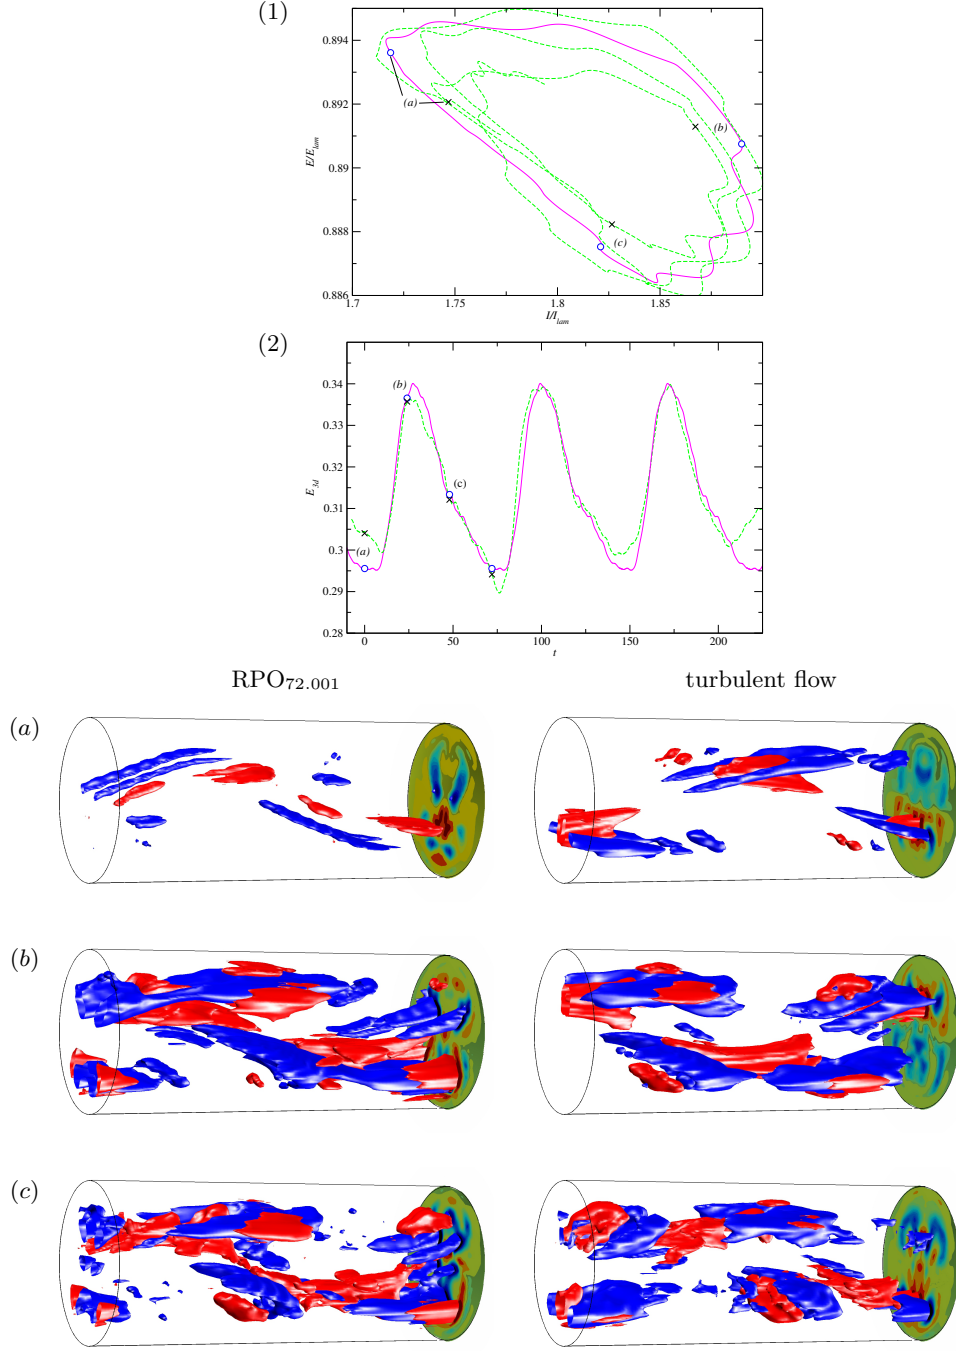 (1)
0.894
0.892
0.89
0.888
0.886
E/E_lam
(a)
(b)
(c)
1.7
1.75
1.8
1.85
I/I_lam
(2)
0.34
0.33
0.32
0.31
0.3
0.29
0.28
E_3d
(b)
(c)
(a)
0
50
100
150
200
t
RPO72.001
turbulent flow
(a)
(b)
(c)